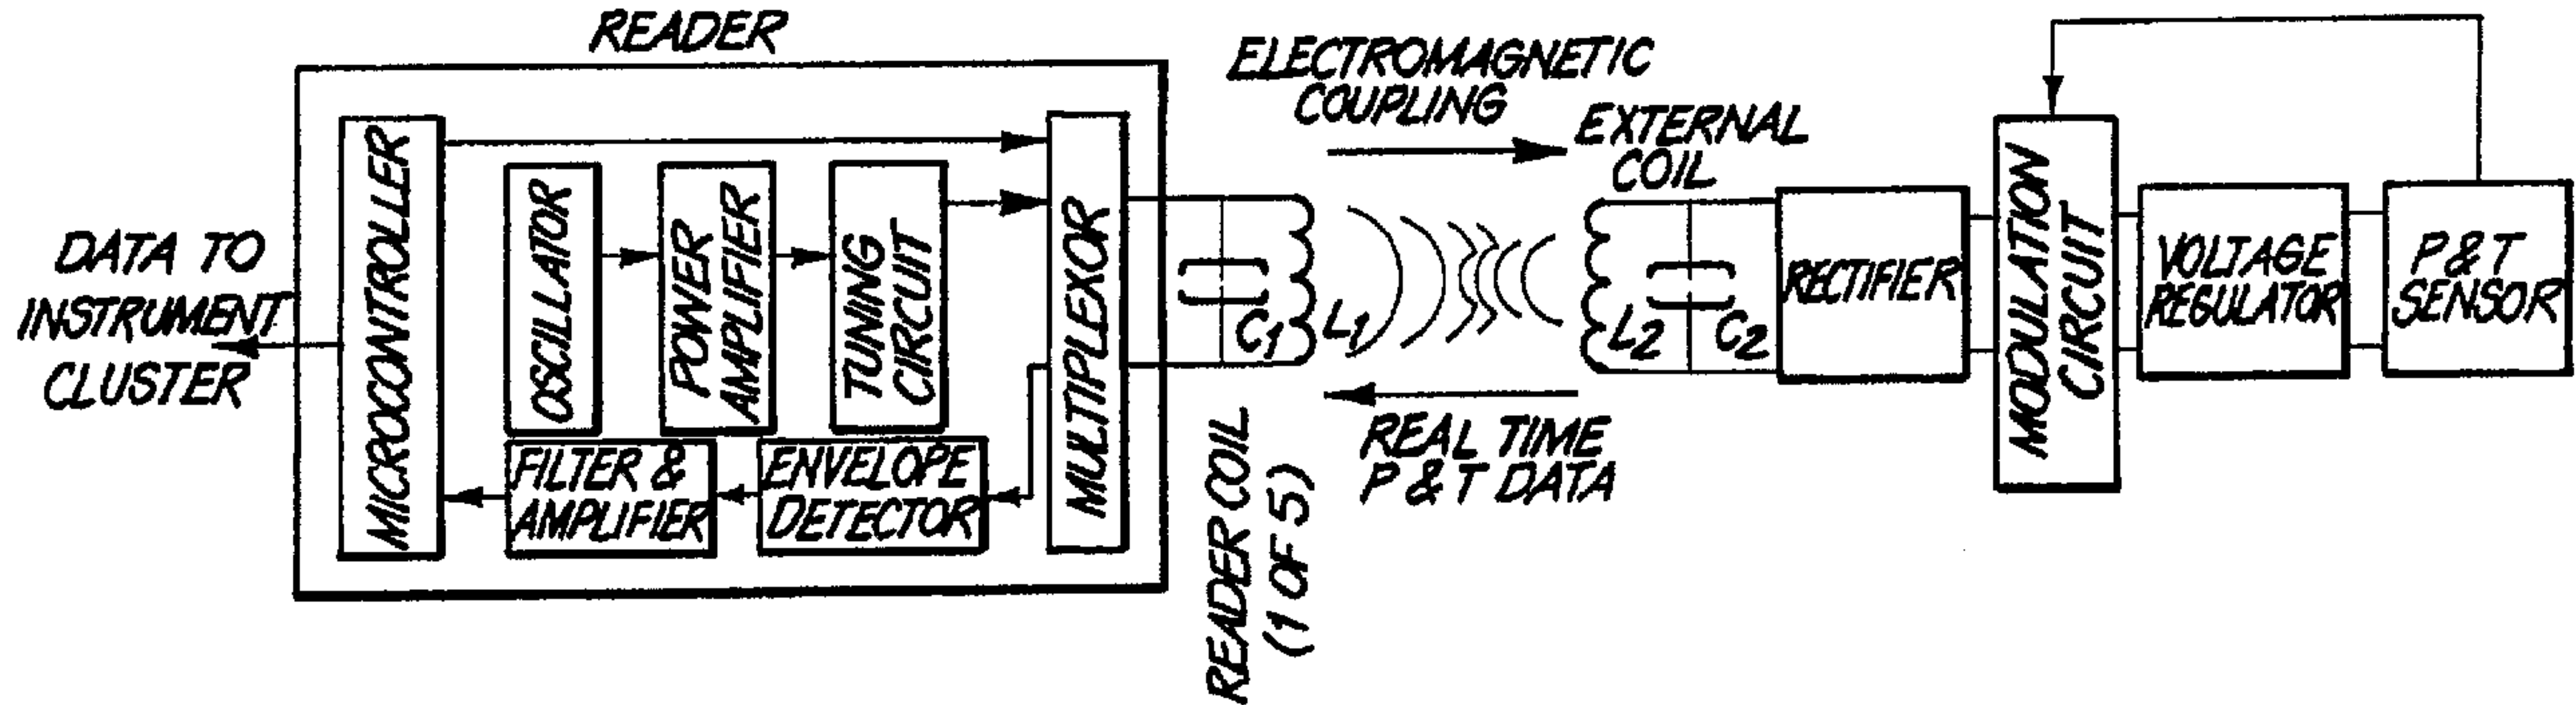 READER
ELECTROMAGNETIC
COUPLING
EXTERNAL
COIL
DATA TO
INSTRUMENT
CLUSTER
MICROCONTROLLER
OSCILLATOR
POWER
AMPLIFIER
TUNING
CIRCUIT
FILTER &
AMPLIFIER
ENVELOPE
DETECTOR
MULTIPLEXOR
C1
L1
READER COIL
(1 OF 5)
REAL TIME
P & T DATA
L2
C2
RECTIFIER
MODULATION
CIRCUIT
VOLTAGE
REGULATOR
P&T
SENSOR